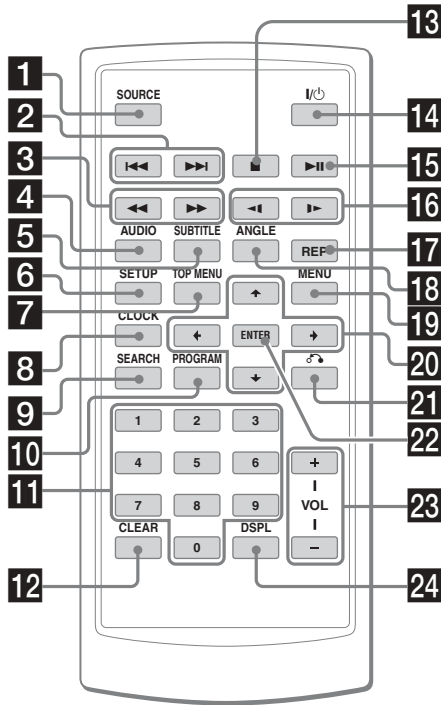 13
1 SOURCE I/⏻
2 14
⏮ ⏭ ■ ▶II 15
3 ◀◀ ▶▶ ◀I I▶ 16
4 AUDIO SUBTITLE ANGLE REP 17
5 18
6 SETUP TOP MENU ↑ MENU
7 19
8 CLOCK ← ENTER → 20
9 SEARCH PROGRAM ↓ 21
10 22
11 1 2 3
4 5 6 +
VOL 23
7 8 9
CLEAR 0 DSPL −
12 24